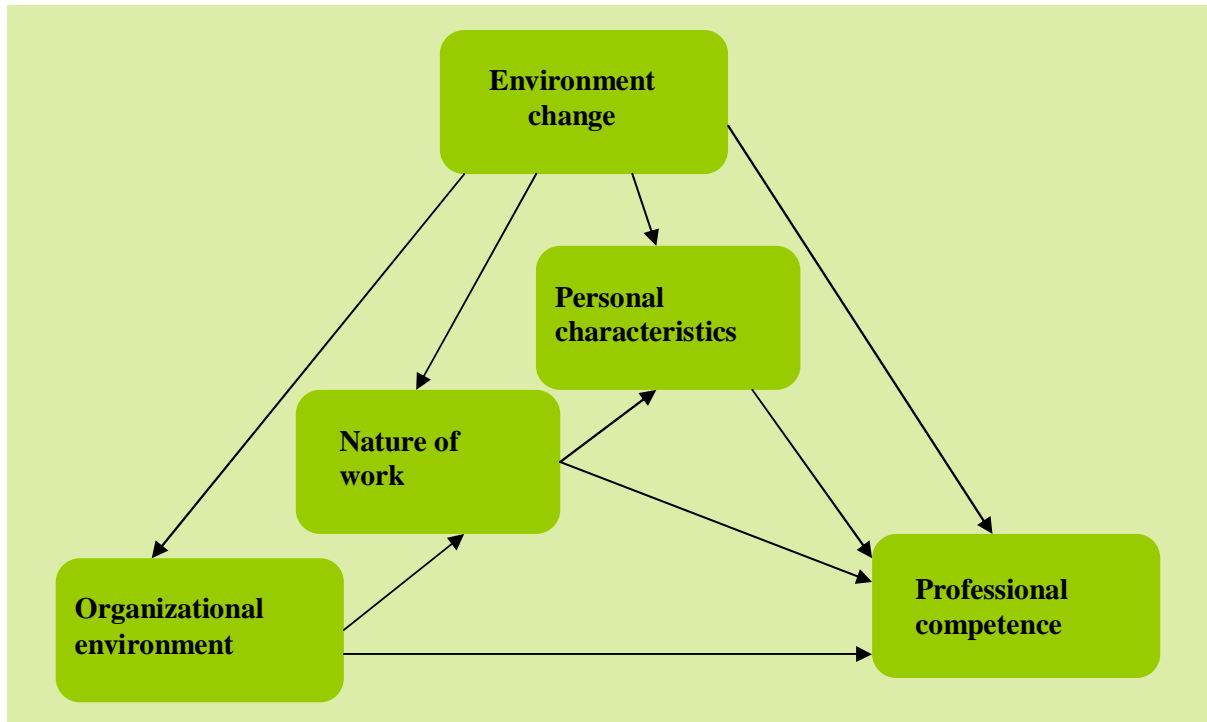 Environment
change
Personal
characteristics
Nature of
work
Organizational
environment
Professional
competence